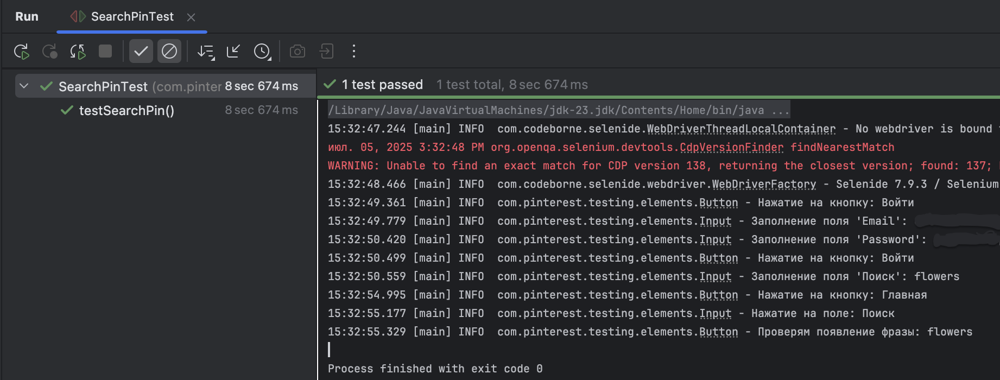 Run SearchPinTest
SearchPinTest (com.pinter 8 sec 674 ms
testSearchPin() 8 sec 674 ms
1 test passed 1 test total, 8 sec 674 ms
/Library/Java/JavaVirtualMachines/jdk-23.jdk/Contents/Home/bin/java ...
15:32:47.244 [main] INFO  com.codeborne.selenide.WebDriverThreadLocalContainer - No webdriver is bound
июл. 05, 2025 3:32:48 PM org.openqa.selenium.devtools.CdpVersionFinder findNearestMatch
WARNING: Unable to find an exact match for CDP version 138, returning the closest version; found: 137;
15:32:48.466 [main] INFO  com.codeborne.selenide.webdriver.WebDriverFactory - Selenide 7.9.3 / Selenium
15:32:49.361 [main] INFO  com.pinterest.testing.elements.Button - Нажатие на кнопку: Войти
15:32:49.779 [main] INFO  com.pinterest.testing.elements.Input - Заполнение поля 'Email':
15:32:50.420 [main] INFO  com.pinterest.testing.elements.Input - Заполнение поля 'Password':
15:32:50.499 [main] INFO  com.pinterest.testing.elements.Button - Нажатие на кнопку: Войти
15:32:50.559 [main] INFO  com.pinterest.testing.elements.Input - Заполнение поля 'Поиск': flowers
15:32:54.995 [main] INFO  com.pinterest.testing.elements.Button - Нажатие на кнопку: Главная
15:32:55.177 [main] INFO  com.pinterest.testing.elements.Input - Нажатие на поле: Поиск
15:32:55.329 [main] INFO  com.pinterest.testing.elements.Button - Проверям появление фразы: flowers
Process finished with exit code 0